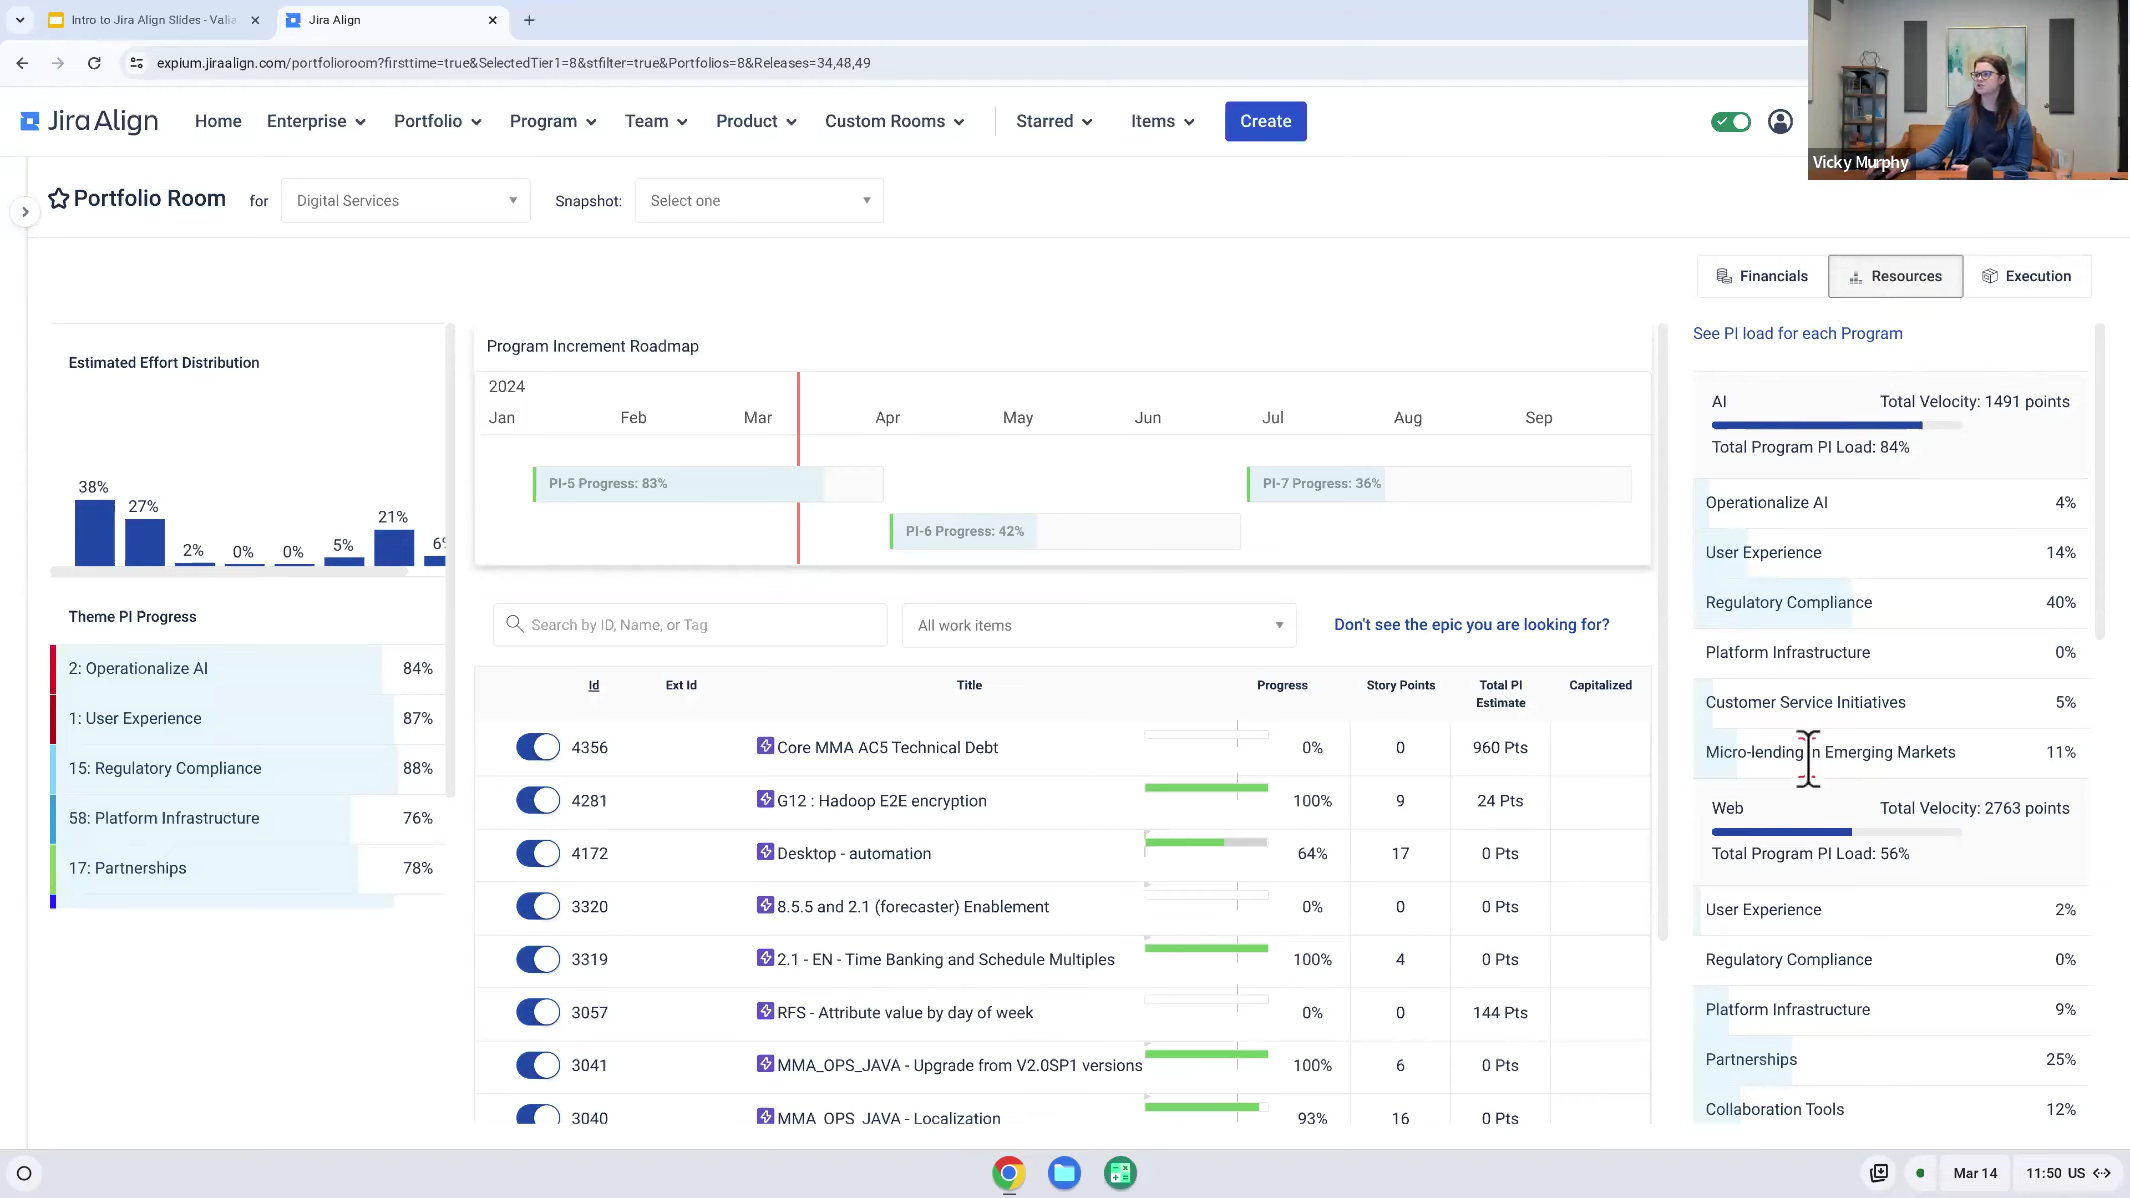 Intro to Jira Align Slides - Valia
Jira Align
expium.jiraalign.com/portfolioroom?firsttime=true&SelectedTier1=8&stfilter=true&Portfolios=8&Releases=34,48,49
Jira Align
Home
Enterprise
Portfolio
Program
Team
Product
Custom Rooms
Starred
Items
Create
Vicky Murphy
Portfolio Room
for
Digital Services
Snapshot:
Select one
Financials
Resources
Execution
Estimated Effort Distribution
38%
27%
2%
0%
0%
5%
21%
6%
Theme PI Progress
2: Operationalize AI 84%
1: User Experience 87%
15: Regulatory Compliance 88%
58: Platform Infrastructure 76%
17: Partnerships 78%
Program Increment Roadmap
2024
Jan Feb Mar Apr May Jun Jul Aug Sep
PI-5 Progress: 83%
PI-7 Progress: 36%
PI-6 Progress: 42%
Search by ID, Name, or Tag
All work items
Don't see the epic you are looking for?
Id Ext Id Title Progress Story Points Total PI Estimate Capitalized
4356 Core MMA AC5 Technical Debt 0% 0 960 Pts
4281 G12 : Hadoop E2E encryption 100% 9 24 Pts
4172 Desktop - automation 64% 17 0 Pts
3320 8.5.5 and 2.1 (forecaster) Enablement 0% 0 0 Pts
3319 2.1 - EN - Time Banking and Schedule Multiples 100% 4 0 Pts
3057 RFS - Attribute value by day of week 0% 0 144 Pts
3041 MMA_OPS_JAVA - Upgrade from V2.0SP1 versions 100% 6 0 Pts
3040 MMA_OPS_JAVA - Localization 93% 16 0 Pts
See PI load for each Program
AI Total Velocity: 1491 points
Total Program PI Load: 84%
Operationalize AI 4%
User Experience 14%
Regulatory Compliance 40%
Platform Infrastructure 0%
Customer Service Initiatives 5%
Micro-lending in Emerging Markets 11%
Web Total Velocity: 2763 points
Total Program PI Load: 56%
User Experience 2%
Regulatory Compliance 0%
Platform Infrastructure 9%
Partnerships 25%
Collaboration Tools 12%
Mar 14
11:50 US